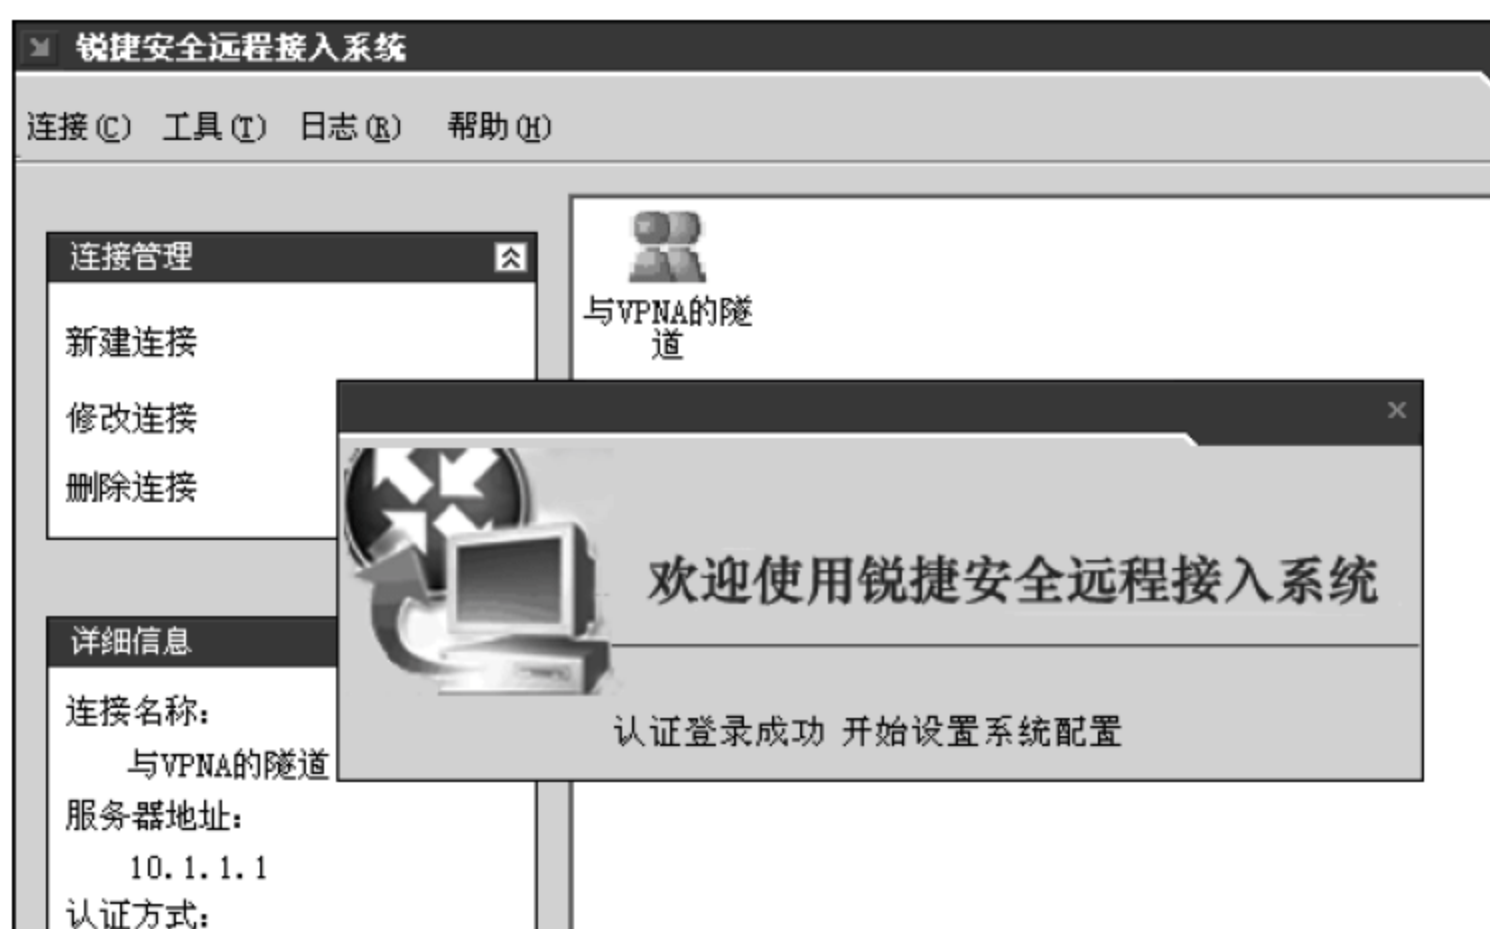 锐捷安全远程接入系统
连接(C) 工具(T) 日志(R) 帮助(H)
连接管理
新建连接
修改连接
删除连接
与VPNA的隧
道
欢迎使用锐捷安全远程接入系统
认证登录成功 开始设置系统配置
详细信息
连接名称:
与VPNA的隧道
服务器地址:
10.1.1.1
认证方式: